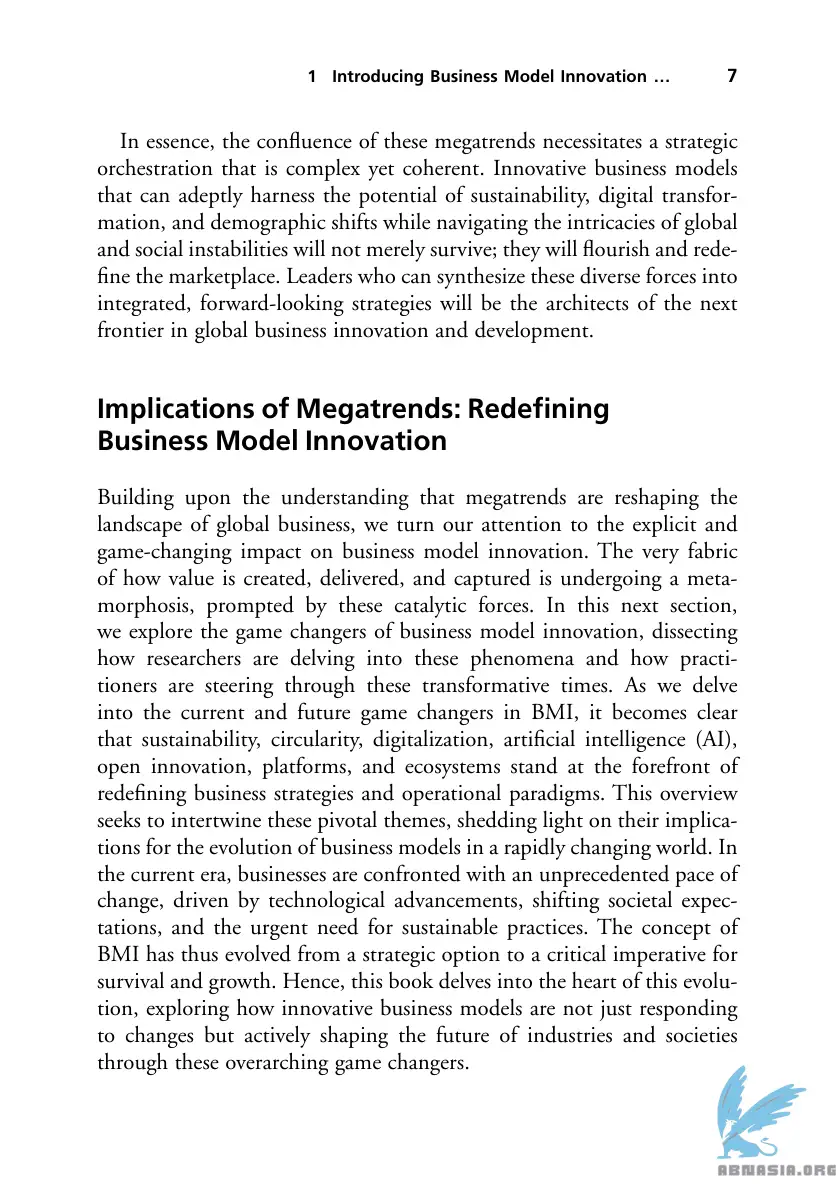 1 Introducing Business Model Innovation … 7
In essence, the confluence of these megatrends necessitates a strategic
orchestration that is complex yet coherent. Innovative business models
that can adeptly harness the potential of sustainability, digital transfor-
mation, and demographic shifts while navigating the intricacies of global
and social instabilities will not merely survive; they will flourish and rede-
fine the marketplace. Leaders who can synthesize these diverse forces into
integrated, forward-looking strategies will be the architects of the next
frontier in global business innovation and development.
Implications of Megatrends: Redefining
Business Model Innovation
Building upon the understanding that megatrends are reshaping the
landscape of global business, we turn our attention to the explicit and
game-changing impact on business model innovation. The very fabric
of how value is created, delivered, and captured is undergoing a meta-
morphosis, prompted by these catalytic forces. In this next section,
we explore the game changers of business model innovation, dissecting
how researchers are delving into these phenomena and how practi-
tioners are steering through these transformative times. As we delve
into the current and future game changers in BMI, it becomes clear
that sustainability, circularity, digitalization, artificial intelligence (AI),
open innovation, platforms, and ecosystems stand at the forefront of
redefining business strategies and operational paradigms. This overview
seeks to intertwine these pivotal themes, shedding light on their implica-
tions for the evolution of business models in a rapidly changing world. In
the current era, businesses are confronted with an unprecedented pace of
change, driven by technological advancements, shifting societal expec-
tations, and the urgent need for sustainable practices. The concept of
BMI has thus evolved from a strategic option to a critical imperative for
survival and growth. Hence, this book delves into the heart of this evolu-
tion, exploring how innovative business models are not just responding
to changes but actively shaping the future of industries and societies
through these overarching game changers.
ABNASIA.ORG